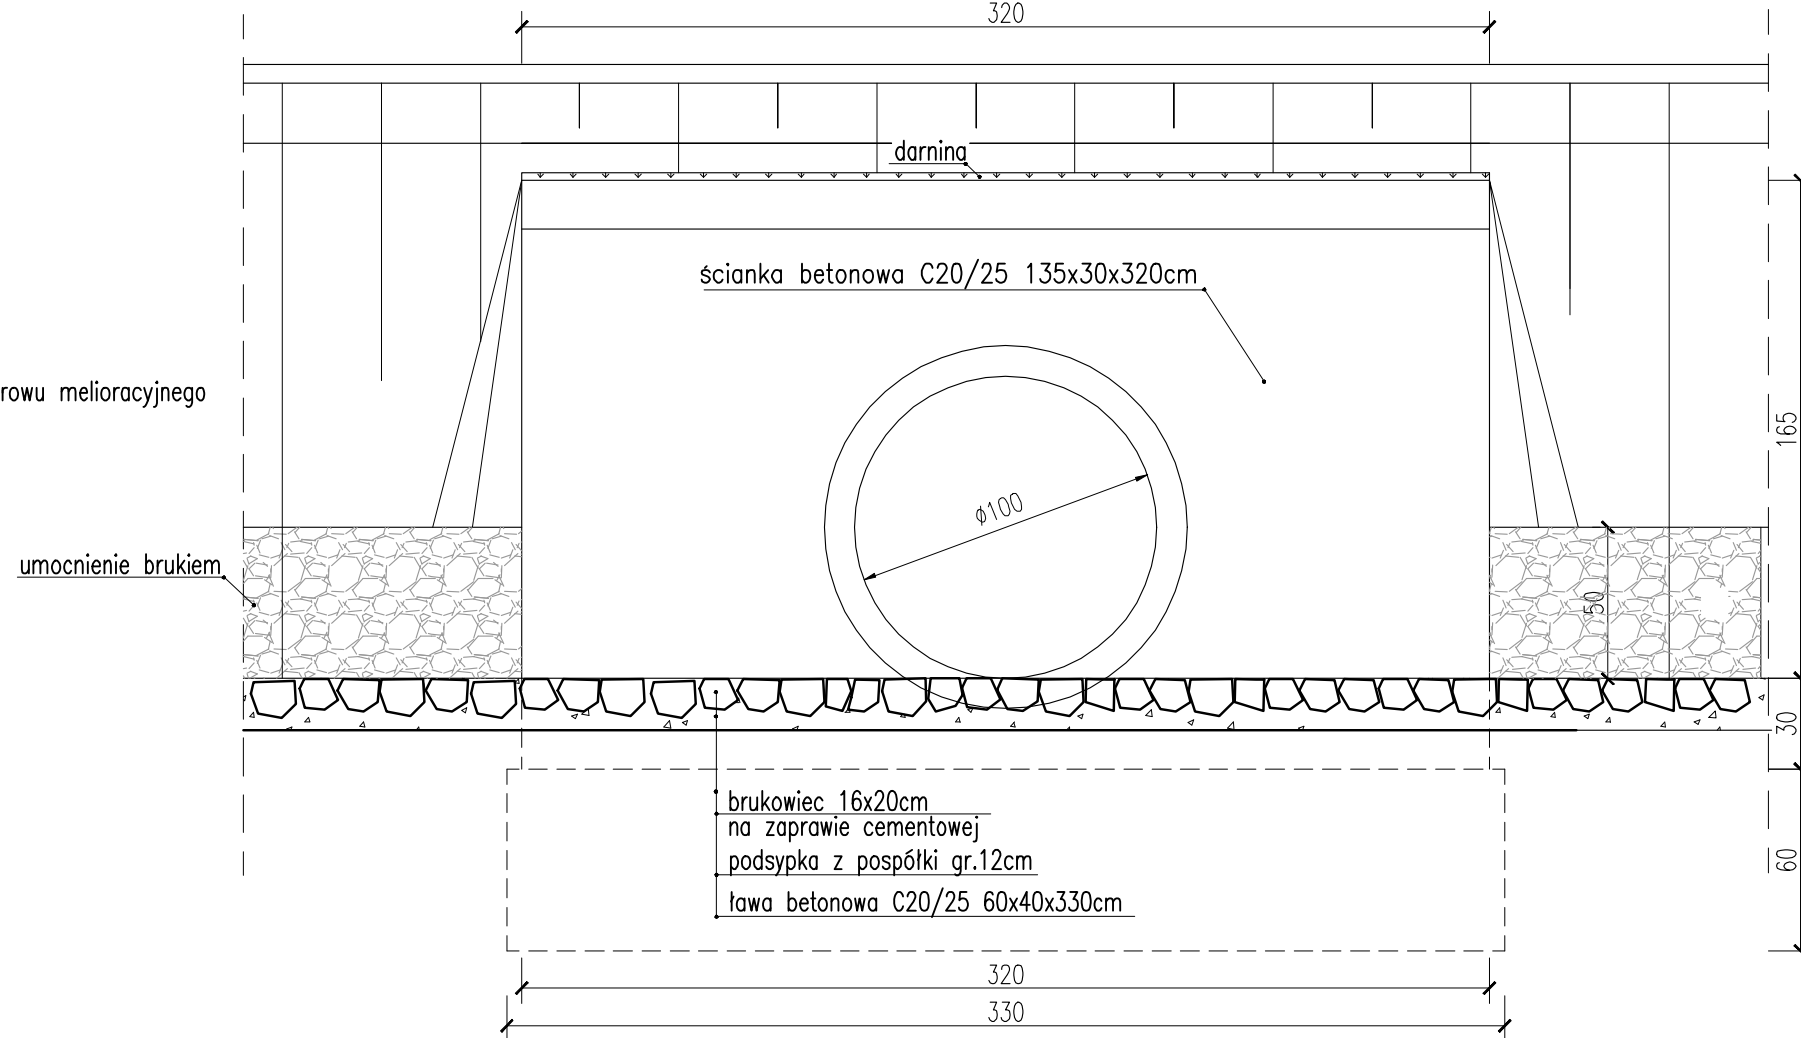 320
darnina
ścianka betonowa C20/25 135x30x320cm
rowu melioracyjnego
165
ø100
umocnienie brukiem
50
30
brukowiec 16x20cm
na zaprawie cementowej
podsypka z pospółki gr.12cm
60
ława betonowa C20/25 60x40x330cm
320
330